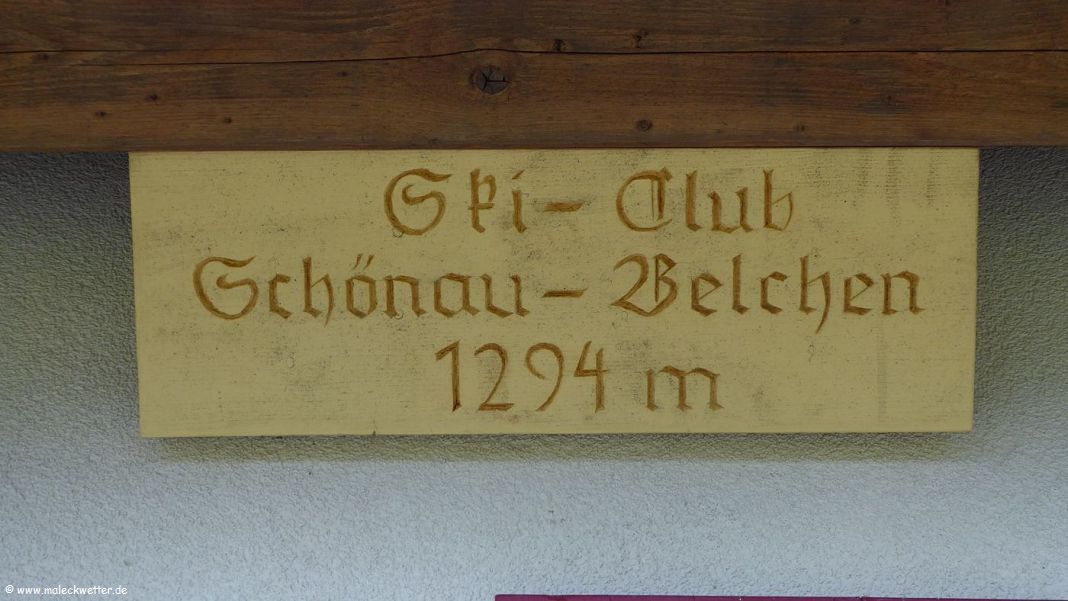 Ski - Club
Schönau - Belchen
1294 m
© www.maleckwetter.de